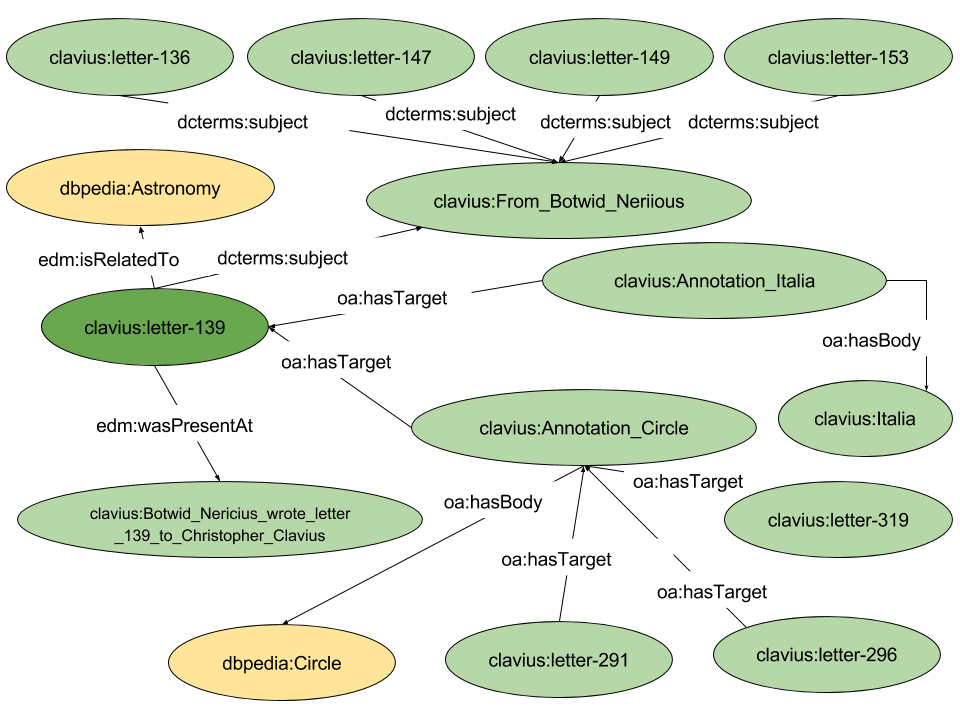 clavius:letter-136
clavius:letter-147
clavius:letter-149
clavius:letter-153
dcterms:subject
dcterms:subject
dcterms:subject
dcterms:subject
dbpedia:Astronomy
clavius:From_Botwid_Neriious
edm:isRelatedTo
dcterms:subject
clavius:Annotation_Italia
oa:hasTarget
clavius:letter-139
oa:hasBody
oa:hasTarget
clavius:Italia
edm:wasPresentAt
clavius:Annotation_Circle
oa:hasTarget
oa:hasBody
clavius:Botwid_Nericius_wrote_letter
_139_to_Christopher_Clavius
clavius:letter-319
oa:hasTarget
oa:hasTarget
dbpedia:Circle
clavius:letter-291
clavius:letter-296